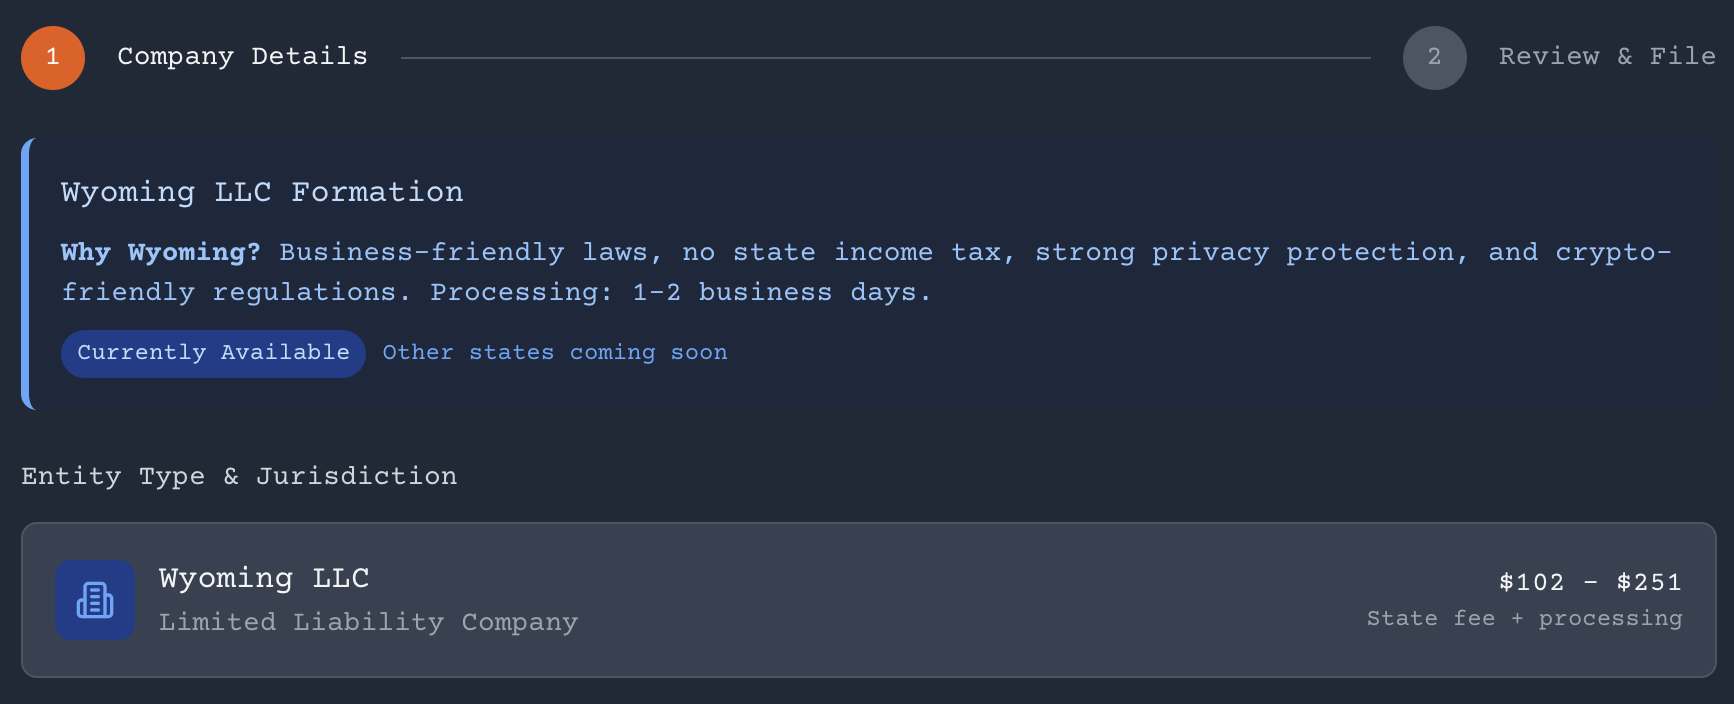 1 Company Details 2 Review & File
Wyoming LLC Formation
Why Wyoming? Business-friendly laws, no state income tax, strong privacy protection, and crypto-
friendly regulations. Processing: 1-2 business days.
Currently Available Other states coming soon
Entity Type & Jurisdiction
Wyoming LLC
Limited Liability Company
$102 - $251
State fee + processing